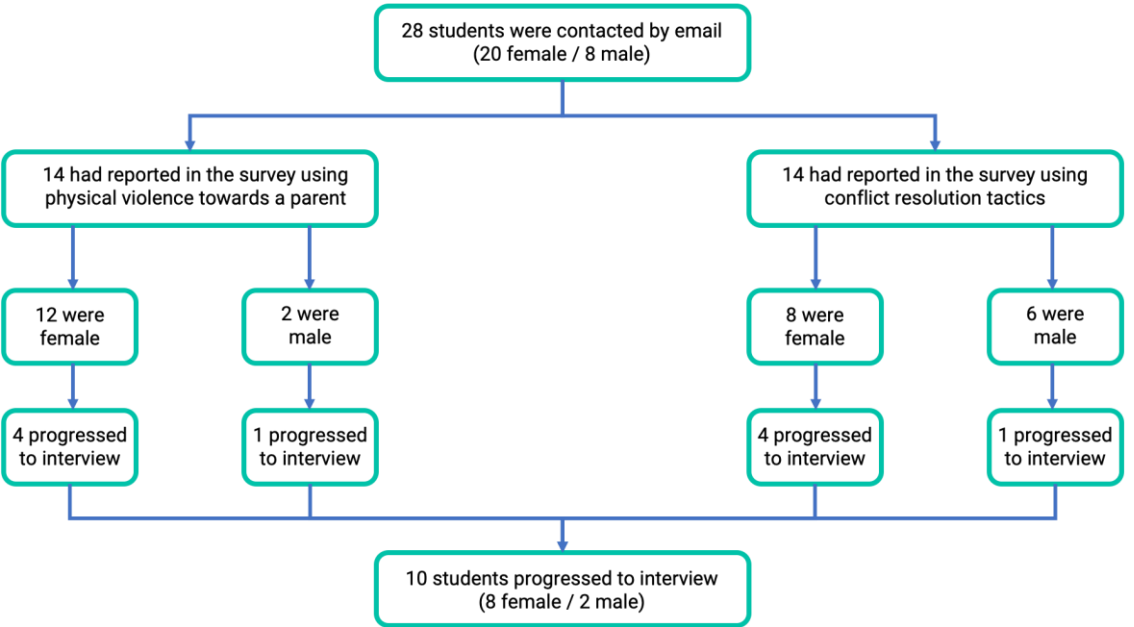 28 students were contacted by email
(20 female / 8 male)
14 had reported in the survey using
physical violence towards a parent
14 had reported in the survey using
conflict resolution tactics
12 were
female
2 were
male
8 were
female
6 were
male
4 progressed
to interview
1 progressed
to interview
4 progressed
to interview
1 progressed
to interview
10 students progressed to interview
(8 female / 2 male)